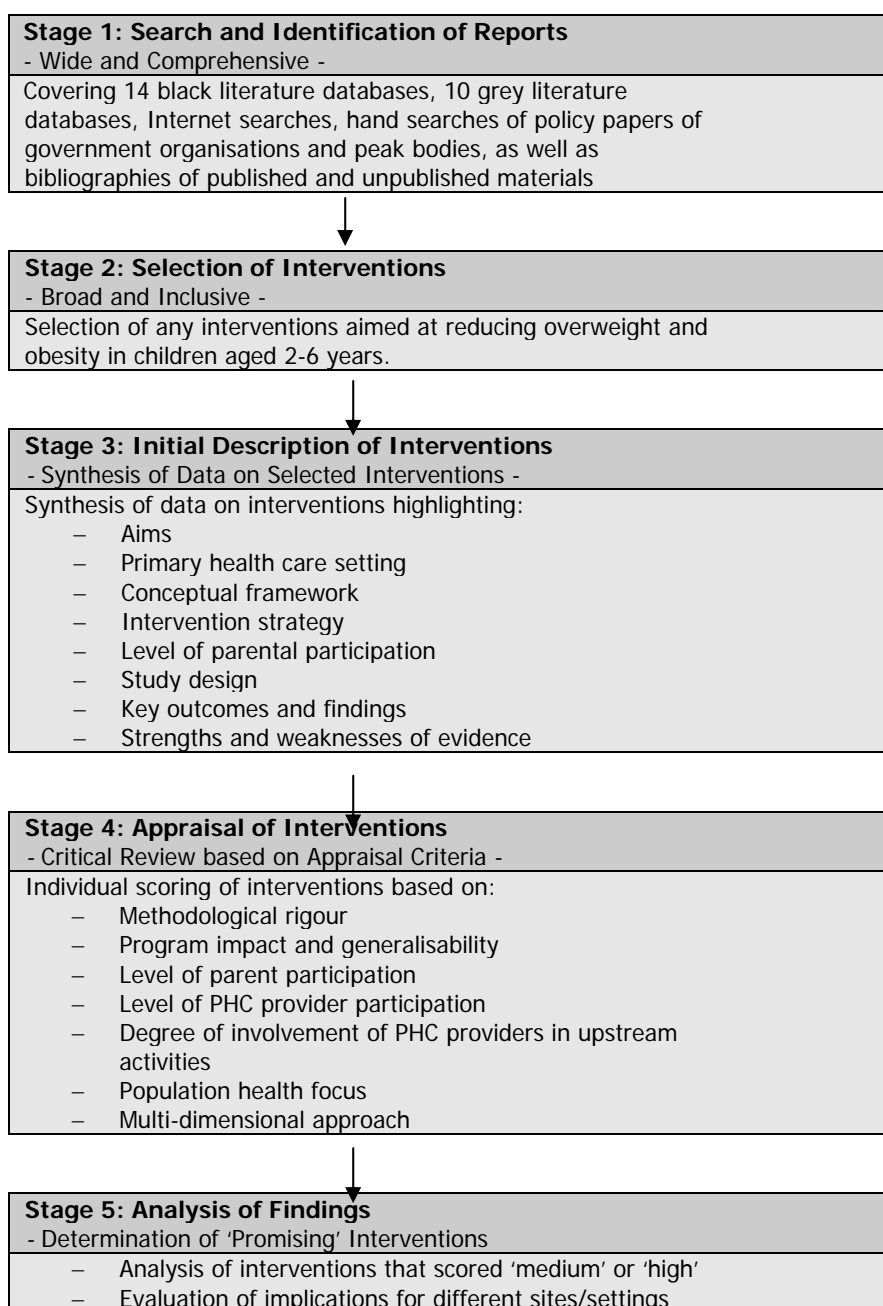 Stage 1: Search and Identification of Reports
- Wide and Comprehensive -
Covering 14 black literature databases, 10 grey literature
databases, Internet searches, hand searches of policy papers of
government organisations and peak bodies, as well as
bibliographies of published and unpublished materials
Stage 2: Selection of Interventions
- Broad and Inclusive -
Selection of any interventions aimed at reducing overweight and
obesity in children aged 2-6 years.
Stage 3: Initial Description of Interventions
- Synthesis of Data on Selected Interventions -
Synthesis of data on interventions highlighting:
– Aims
– Primary health care setting
– Conceptual framework
– Intervention strategy
– Level of parental participation
– Study design
– Key outcomes and findings
– Strengths and weaknesses of evidence
Stage 4: Appraisal of Interventions
- Critical Review based on Appraisal Criteria -
Individual scoring of interventions based on:
– Methodological rigour
– Program impact and generalisability
– Level of parent participation
– Level of PHC provider participation
– Degree of involvement of PHC providers in upstream
activities
– Population health focus
– Multi-dimensional approach
Stage 5: Analysis of Findings
- Determination of ‘Promising’ Interventions
– Analysis of interventions that scored ‘medium’ or ‘high’
– Evaluation of implications for different sites/settings